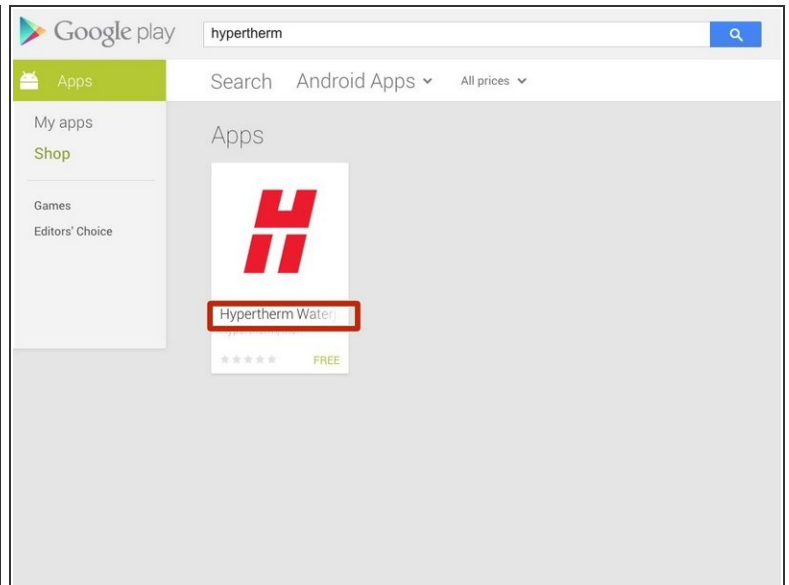 Google play
hypertherm
Apps
Search Android Apps All prices
My apps
Shop
Games
Editors' Choice
Apps
Hypertherm Water
FREE